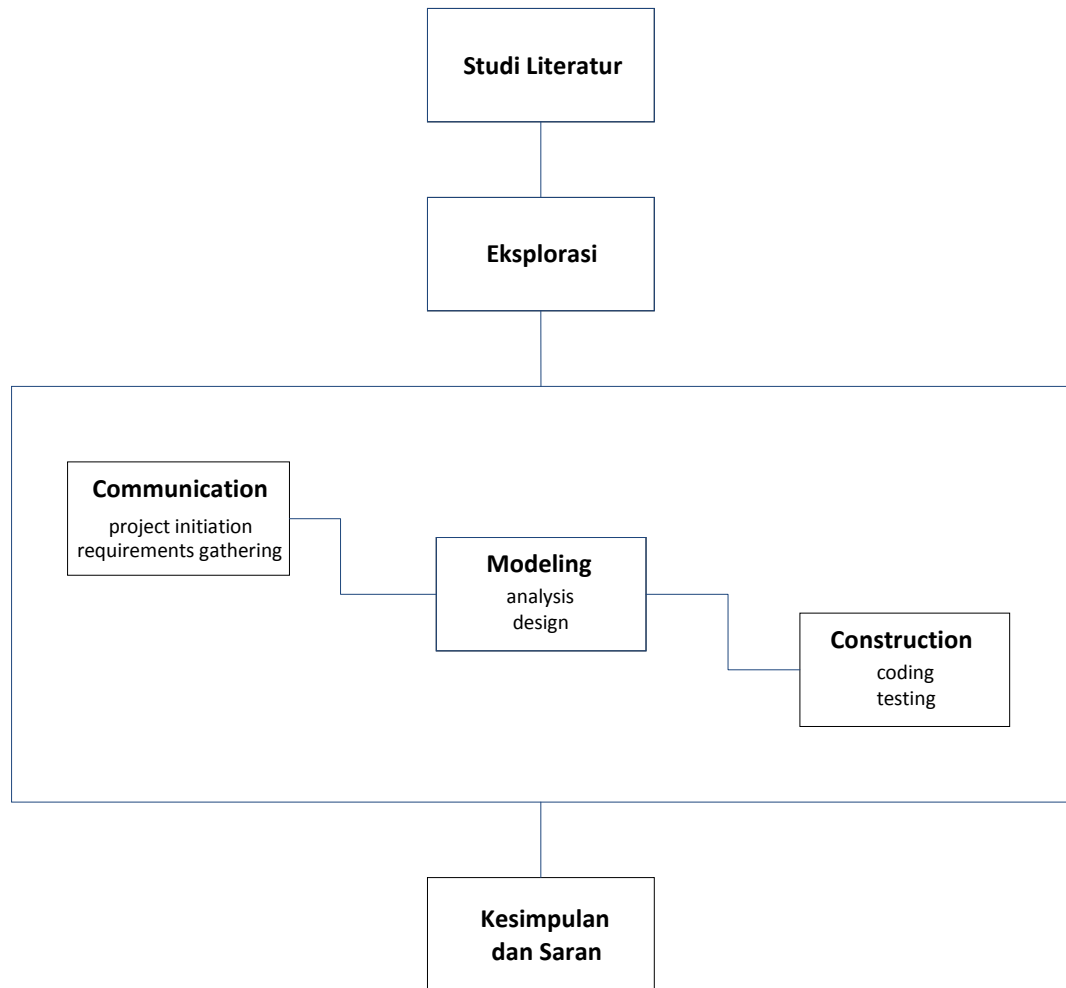 Studi Literatur
Eksplorasi
Communication
project initiation
requirements gathering
Modeling
analysis
design
Construction
coding
testing
Kesimpulan
dan Saran